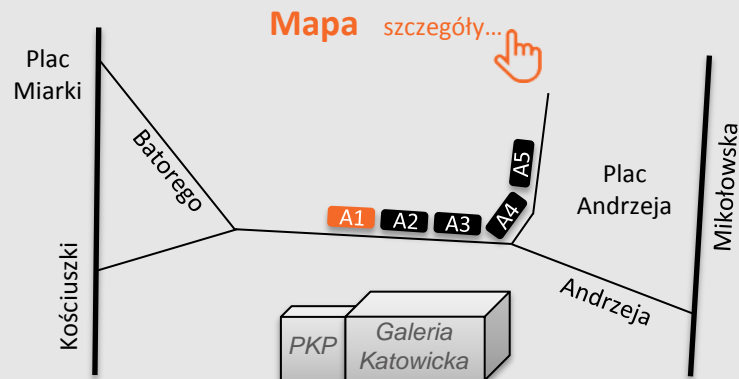 Mapa szczegóły...
Plac
Miarki
Batorego
Kościuszki
A1
A2
A3
A4
A5
Plac
Andrzeja
Mikołowska
Andrzeja
PKP
Galeria
Katowicka